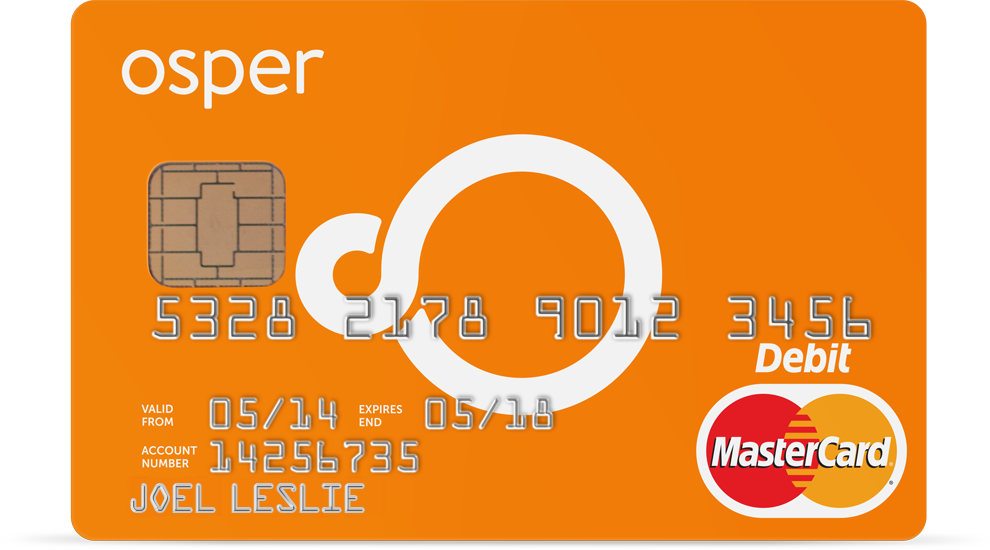 osper
5328 2178 9012 3456
Debit
VALID FROM 05/14 EXPIRES END 05/18
ACCOUNT NUMBER 14256735
MasterCard
JOEL LESLIE